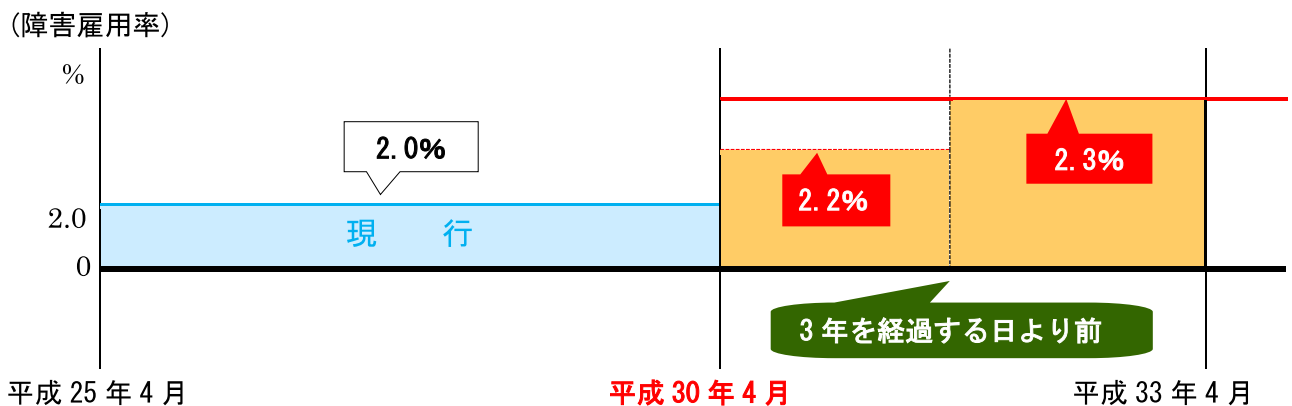 (障害雇用率)
%
2.0%
2.3%
2.2%
2.0
現 行
0
3年を経過する日より前
平成25年4月 平成30年4月 平成33年4月